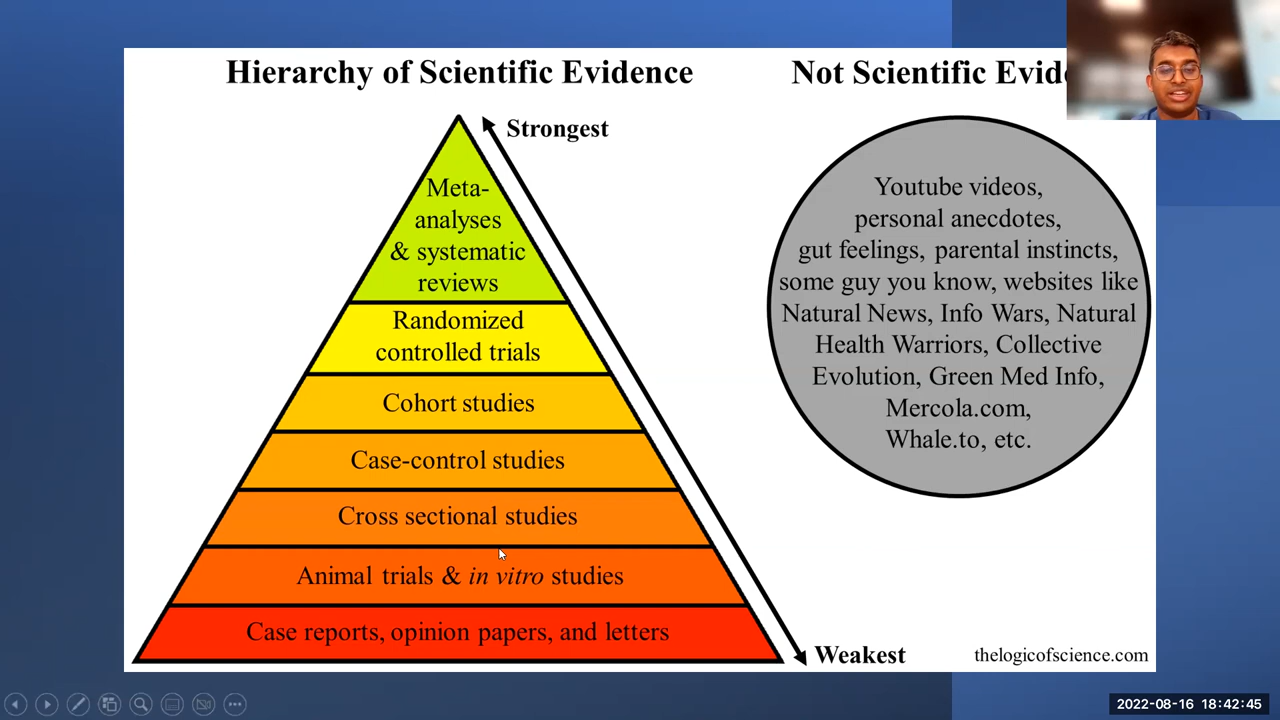 Hierarchy of Scientific Evidence
Strongest
Meta-
analyses
& systematic
reviews
Randomized
controlled trials
Cohort studies
Case-control studies
Cross sectional studies
Animal trials & in vitro studies
Case reports, opinion papers, and letters
Weakest
Not Scientific
Youtube videos,
personal anecdotes,
gut feelings, parental instincts,
some guy you know, websites like
Natural News, Info Wars, Natural
Health Warriors, Collective
Evolution, Green Med Info,
Mercola.com,
Whale.to, etc.
thelogicofscience.com
2022-08-16 18:42:45